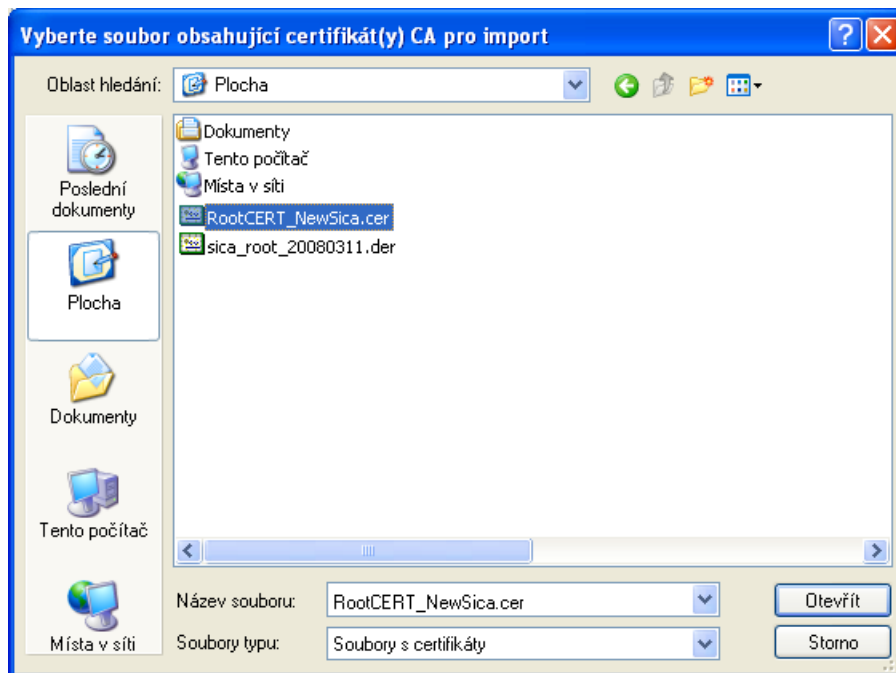 Vyberte soubor obsahující certifikát(y) CA pro import
Oblast hledání:
Plocha
Poslední
dokumenty
Plocha
Dokumenty
Tento počítač
Místa v síti
Dokumenty
Tento počítač
Místa v síti
RootCERT_NewSica.cer
sica_root_20080311.der
Název souboru:
RootCERT_NewSica.cer
Otevřít
Soubory typu:
Soubory s certifikáty
Storno